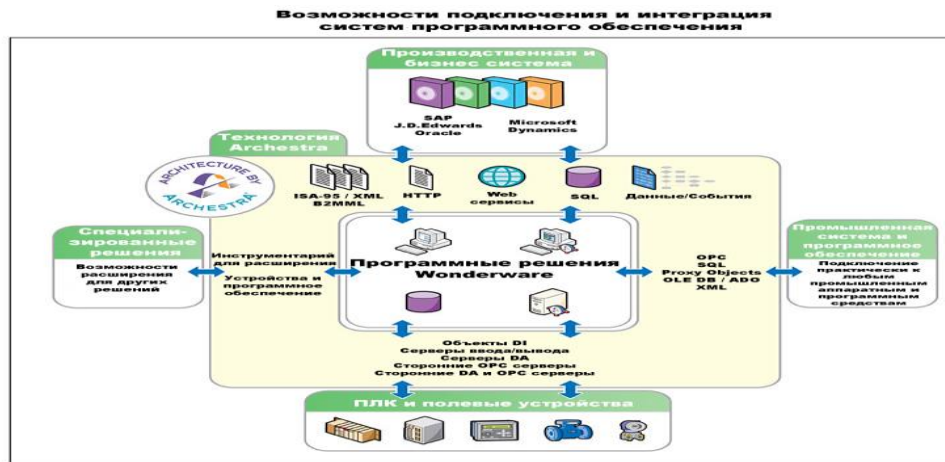 Возможности подключения и интеграция
систем программного обеспечения
Производственная и
бизнес система
SAP
J.D.Edwards
Oracle
Microsoft
Dynamics
Технология
Archestra
ARCHITECTURE BY
ARCHESTRA
ISA-95 / XML
B2MML
HTTP
Web
сервисы
SQL
Данные/События
Специали-
зированные
решения
Возможности
расширения
для других
решений
Инструментарий
для расширения
Устройства и
программное
обеспечение
Программные решения
Wonderware
OPC
SQL
Proxy Objects
OLE DB / ADO
XML
Промышленная
система и
программное
обеспечение
Подключение
практически к
любым
промышленным
аппаратным и
программным
средствам
Объекты DI
Серверы ввода/вывода
Серверы DA
Сторонние OPC серверы
Сторонние DA и OPC серверы
ПЛК и полевые устройства